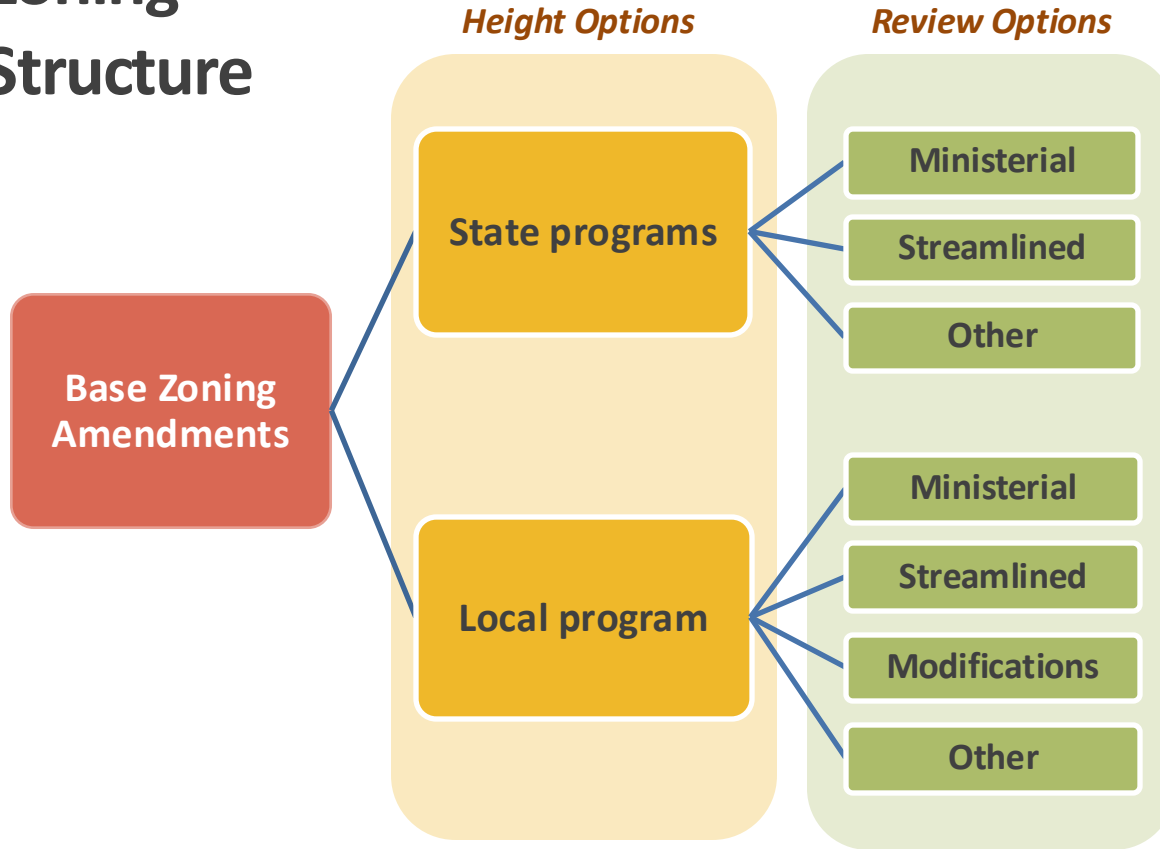 Zoning
Structure
Height Options
Review Options
Base Zoning
Amendments
State programs
Ministerial
Streamlined
Other
Local program
Ministerial
Streamlined
Modifications
Other